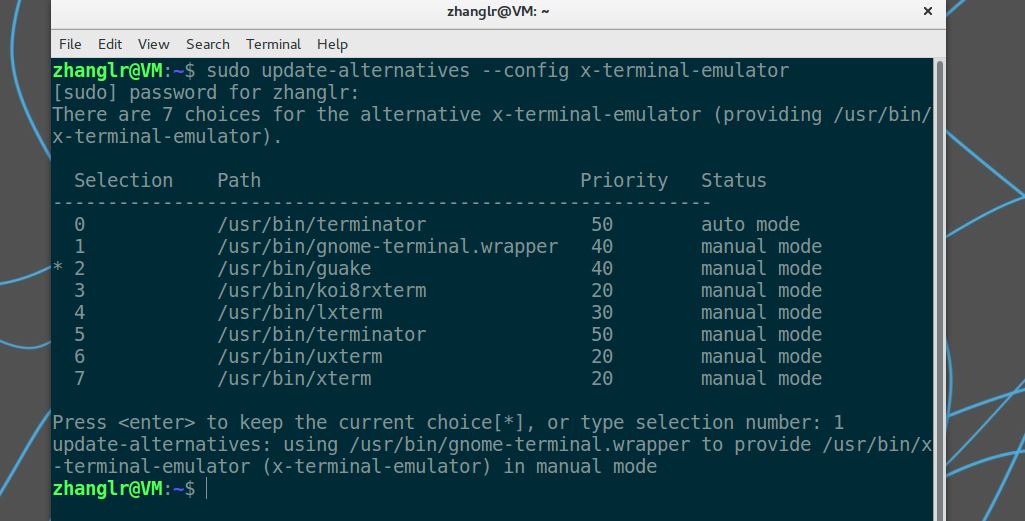 zhanglr@VM: ~ ×
File Edit View Search Terminal Help
zhanglr@VM:~$ sudo update-alternatives --config x-terminal-emulator
[sudo] password for zhanglr:
There are 7 choices for the alternative x-terminal-emulator (providing /usr/bin/
x-terminal-emulator).
Selection Path Priority Status
------------------------------------------------------------
0 /usr/bin/terminator 50 auto mode
1 /usr/bin/gnome-terminal.wrapper 40 manual mode
* 2 /usr/bin/guake 40 manual mode
3 /usr/bin/koi8rxterm 20 manual mode
4 /usr/bin/lxterm 30 manual mode
5 /usr/bin/terminator 50 manual mode
6 /usr/bin/uxterm 20 manual mode
7 /usr/bin/xterm 20 manual mode
Press <enter> to keep the current choice[*], or type selection number: 1
update-alternatives: using /usr/bin/gnome-terminal.wrapper to provide /usr/bin/x
-terminal-emulator (x-terminal-emulator) in manual mode
zhanglr@VM:~$